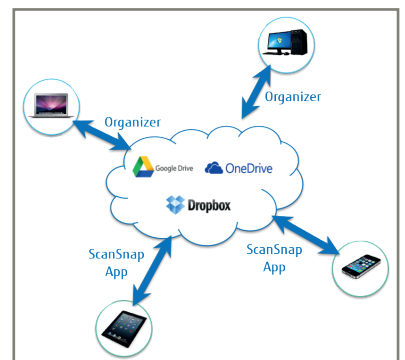 Organizer
Organizer
Google Drive
OneDrive
Dropbox
ScanSnap
App
ScanSnap
App